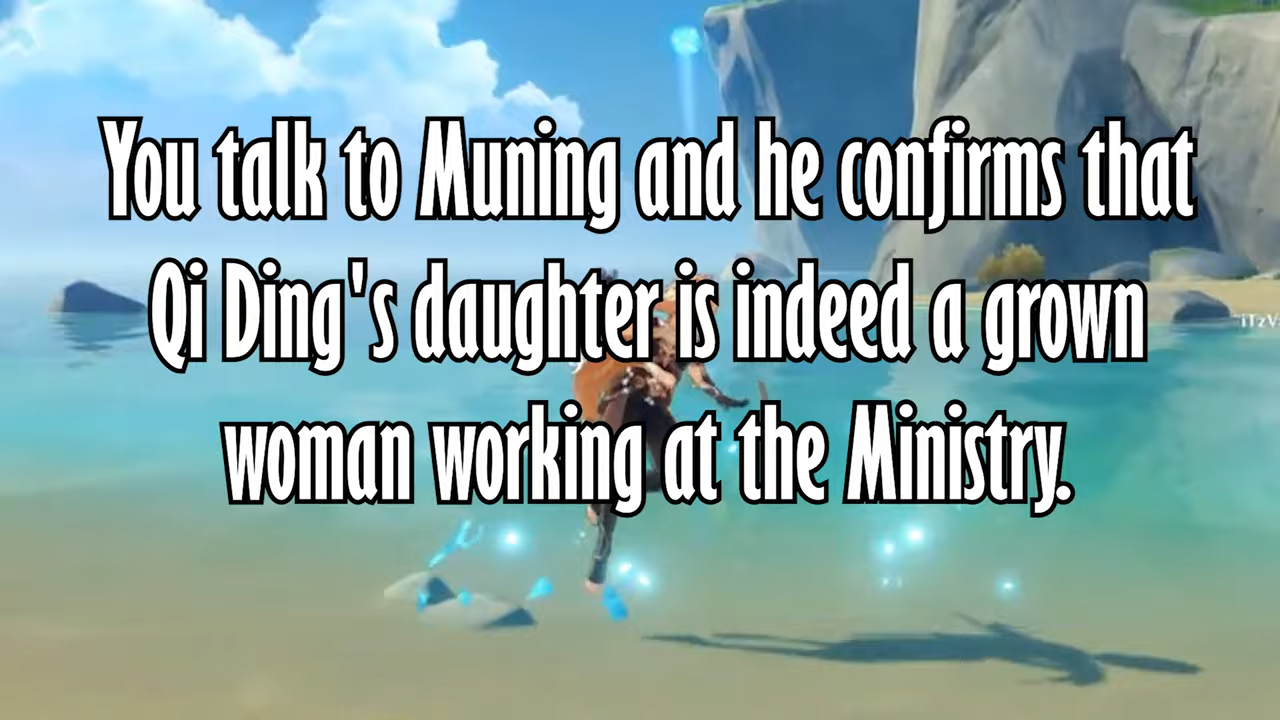 You talk to Muning and he confirms that
Qi Ding's daughter is indeed a grown
woman working at the Ministry.